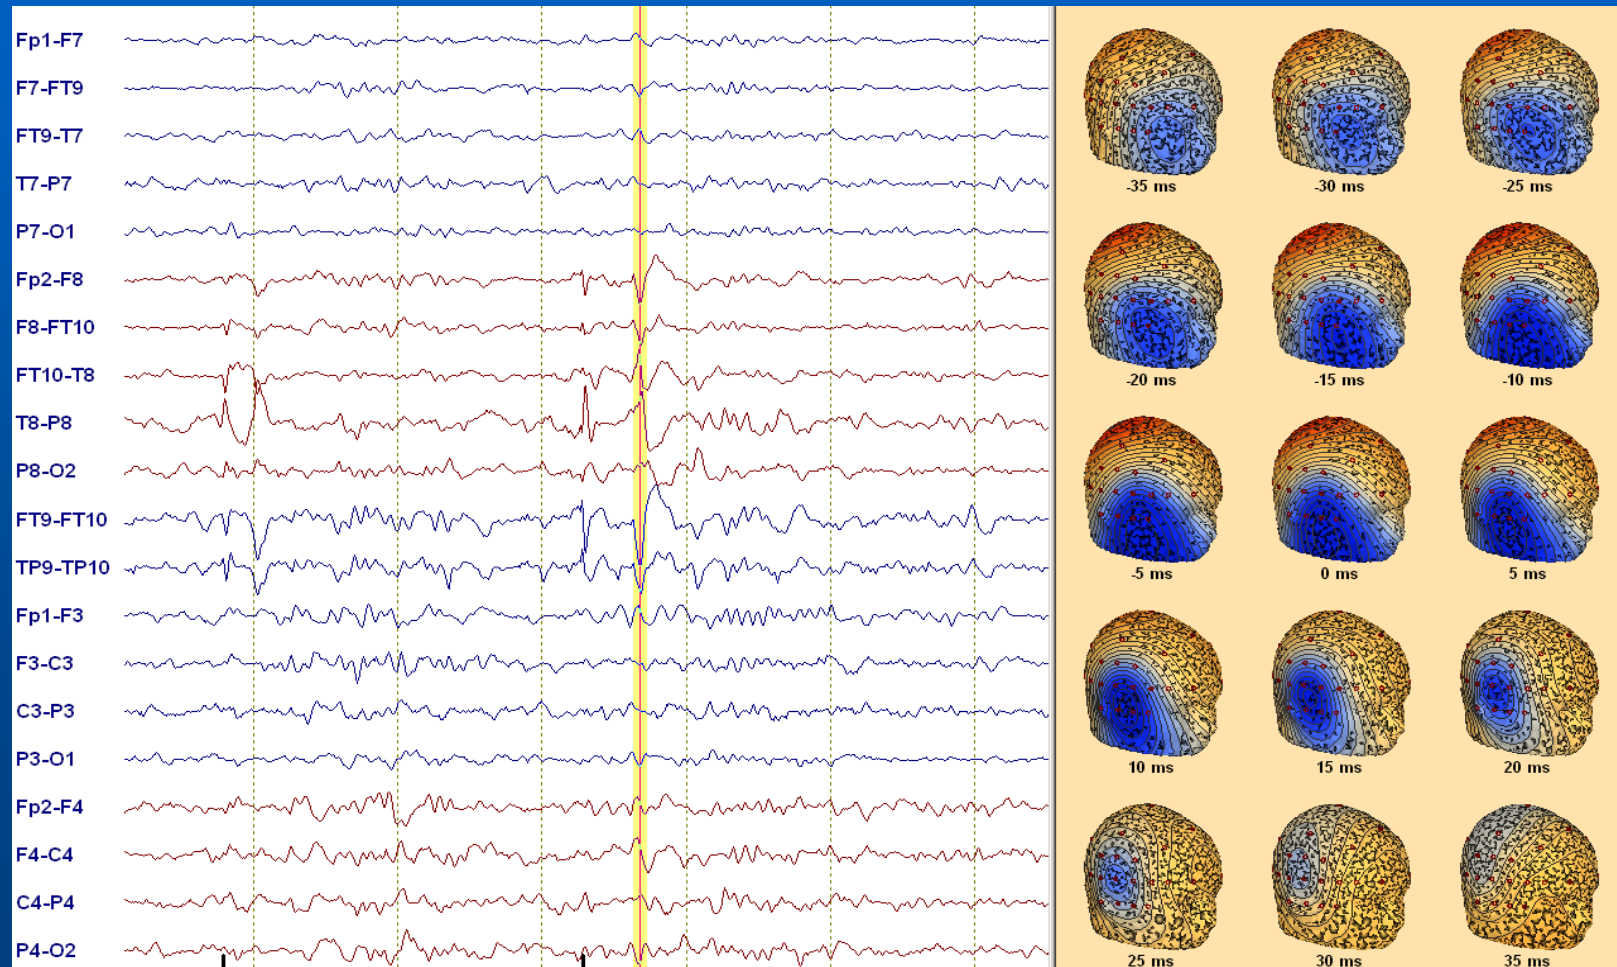 Fp1-F7
F7-FT9
FT9-T7
T7-P7
P7-O1
Fp2-F8
F8-FT10
FT10-T8
T8-P8
P8-O2
FT9-FT10
TP9-TP10
Fp1-F3
F3-C3
C3-P3
P3-O1
Fp2-F4
F4-C4
C4-P4
P4-O2
-35 ms -30 ms -25 ms
-20 ms -15 ms -10 ms
-5 ms 0 ms 5 ms
10 ms 15 ms 20 ms
25 ms 30 ms 35 ms